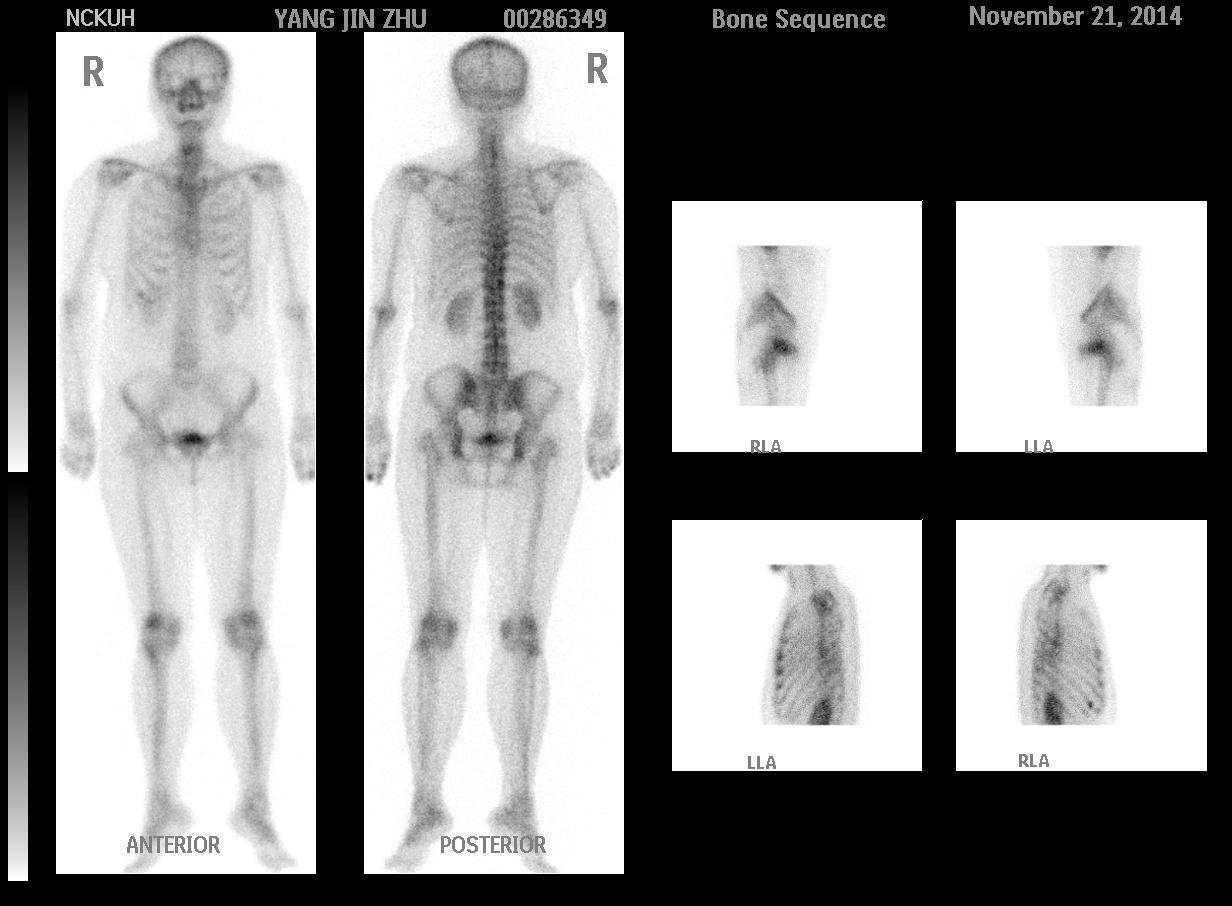 NCKUH YANG JIN ZHU 00286349 Bone Sequence November 21, 2014
R R
RLA LLA
LLA RLA
ANTERIOR POSTERIOR